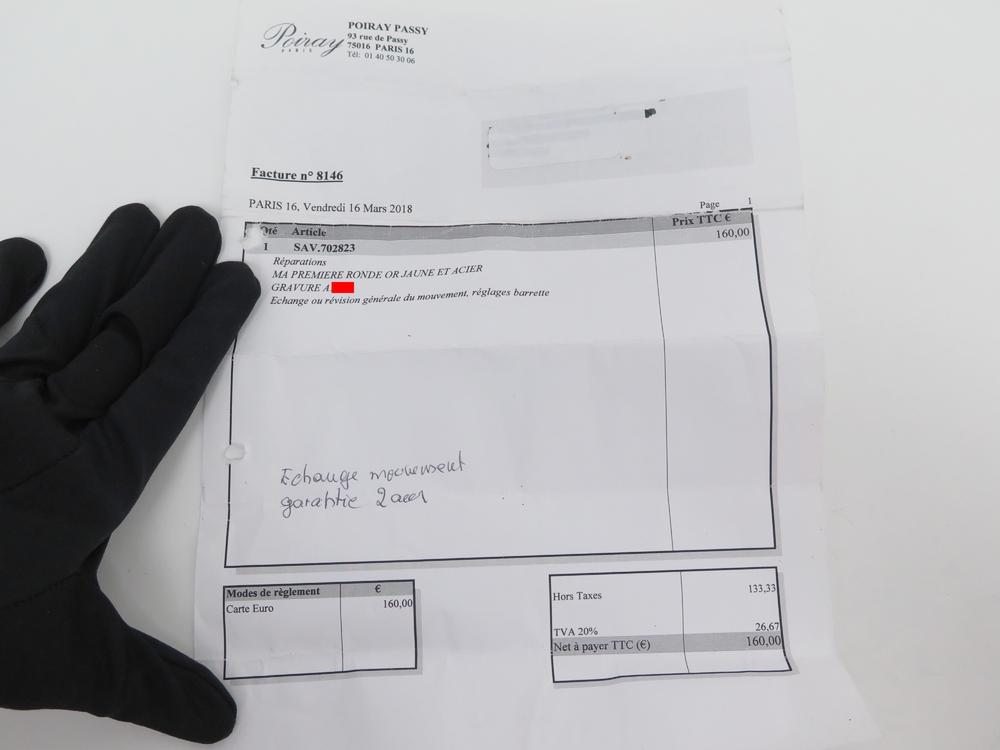 Poiray
PARIS
POIRAY PASSY
93 rue de Passy
75016 PARIS 16
Tél: 01 40 50 30 06
Facture n° 8146
PARIS 16, Vendredi 16 Mars 2018
Page 1
Qté Article Prix TTC €
1 SAV.702823 160,00
Réparations
MA PREMIERE RONDE OR JAUNE ET ACIER
GRAVURE A
Echange ou révision générale du mouvement, réglages barrette
Echange mouvement
garantie 2 ans
Modes de règlement €
Carte Euro 160,00
Hors Taxes 133,33
TVA 20% 26,67
Net à payer TTC (€) 160,00